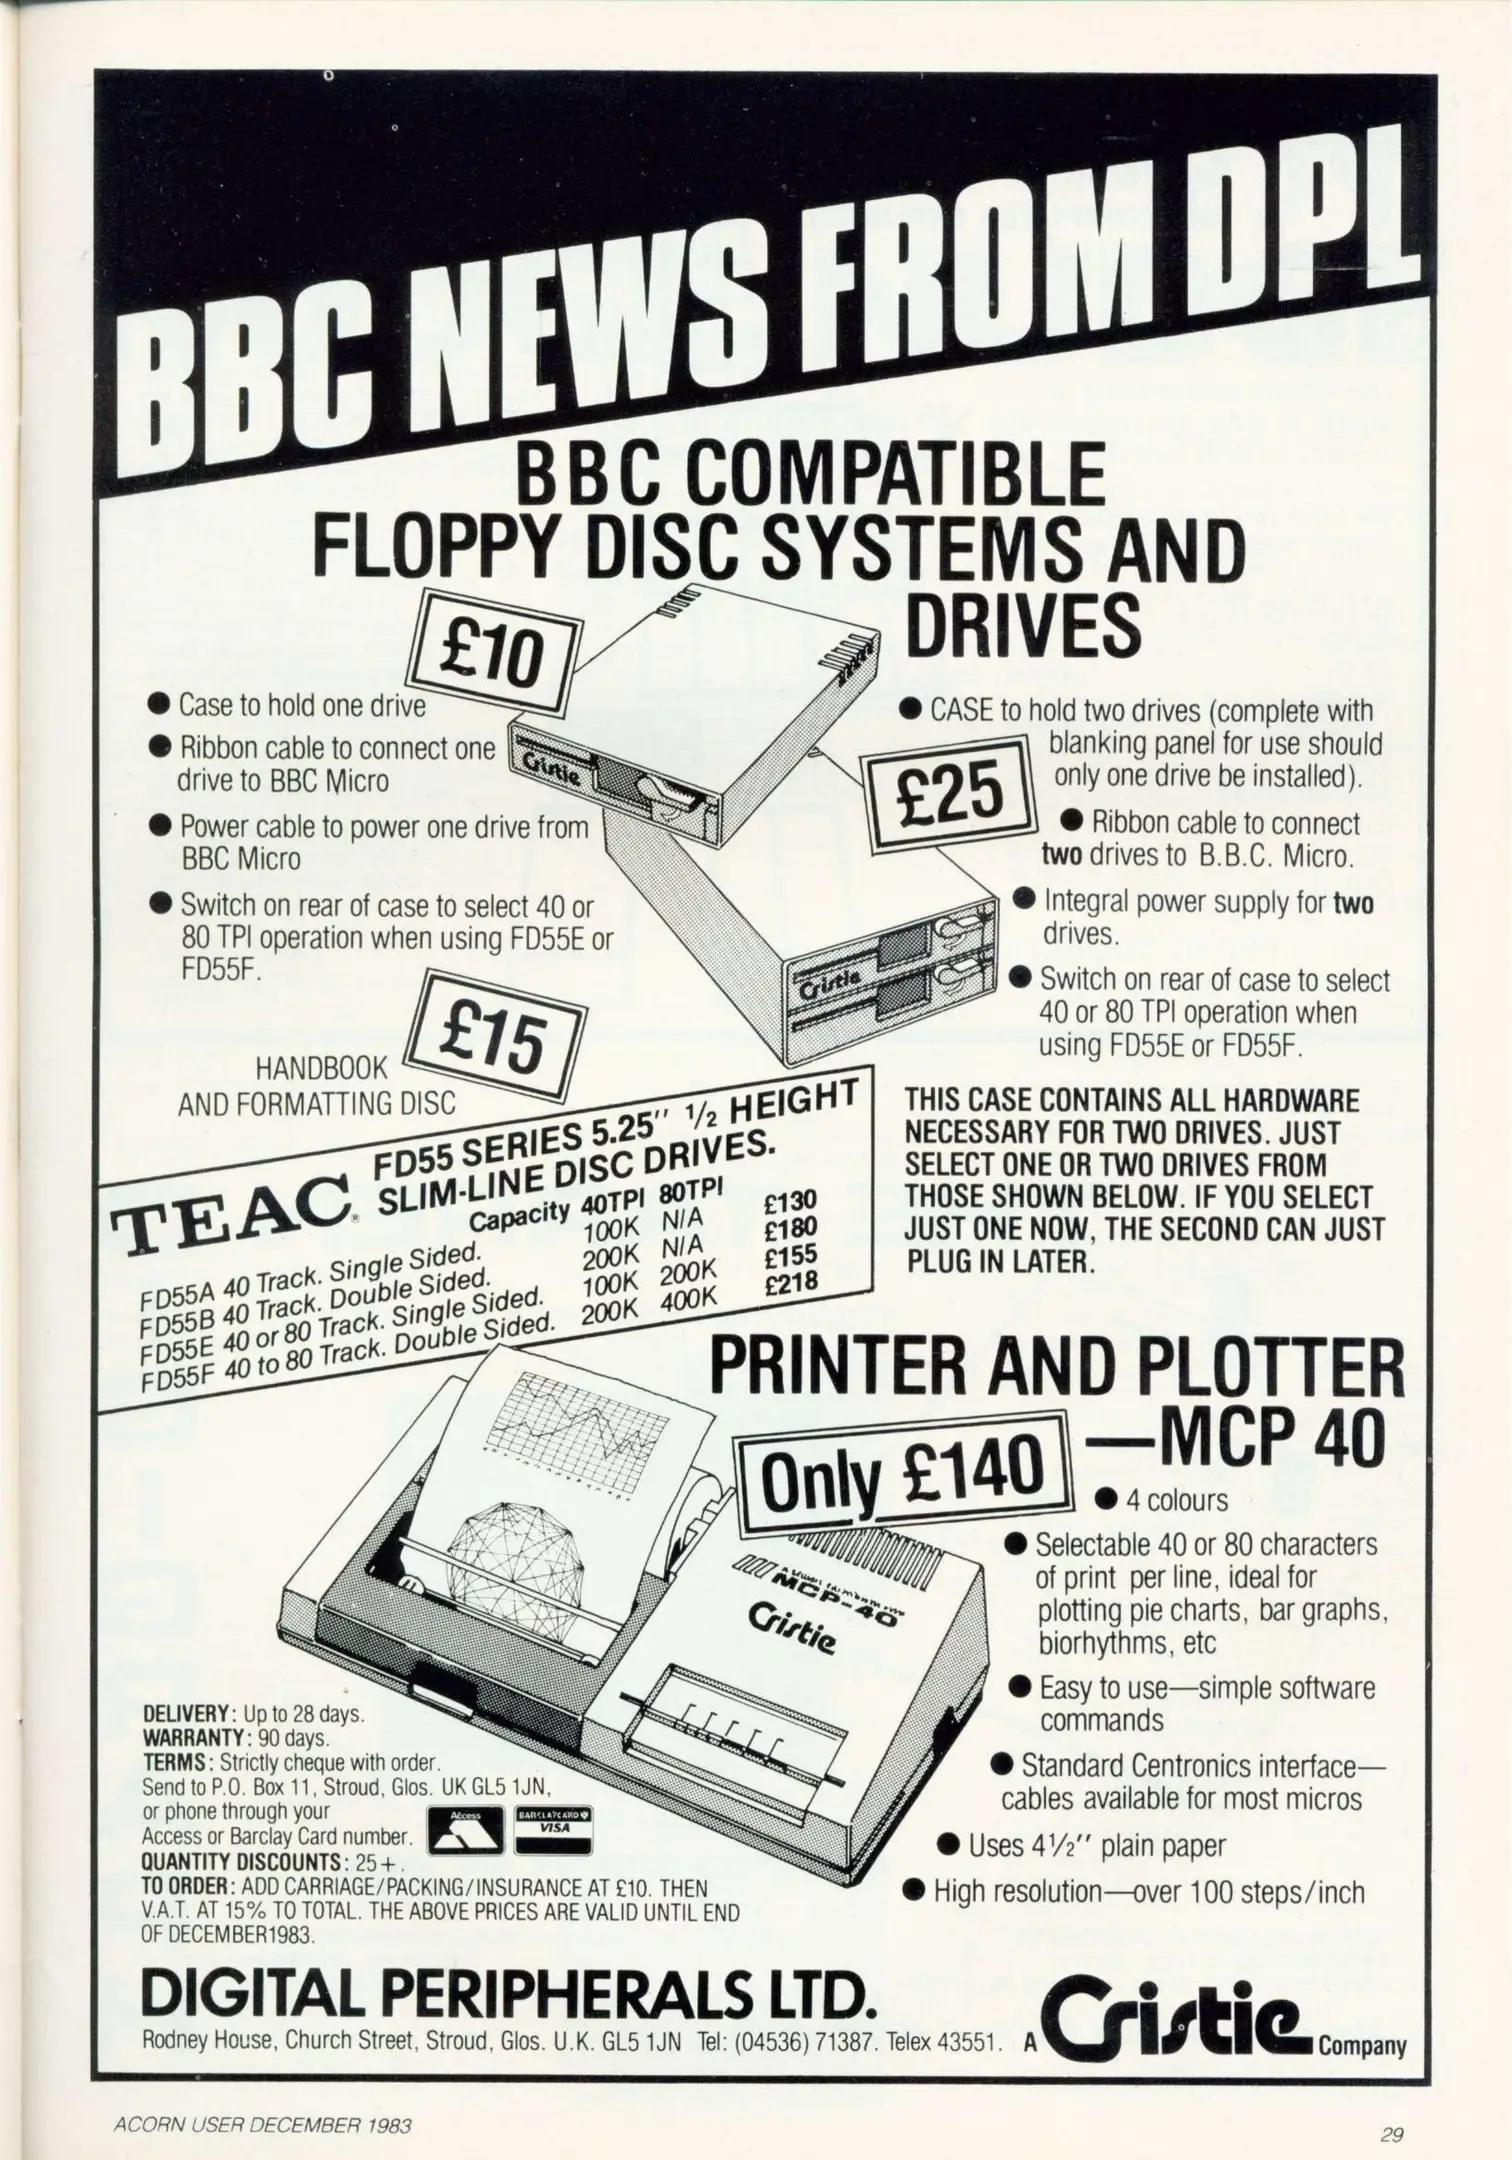 BBC NEWS FROM DPL
BBC COMPATIBLE
FLOPPY DISC SYSTEMS AND
DRIVES
£10
● Case to hold one drive
● Ribbon cable to connect one
drive to BBC Micro
● Power cable to power one drive from
BBC Micro
● Switch on rear of case to select 40 or
80 TPI operation when using FD55E or
FD55F.
Cristie
£25
● CASE to hold two drives (complete with
blanking panel for use should
only one drive be installed).
● Ribbon cable to connect
two drives to B.B.C. Micro.
● Integral power supply for two
drives.
● Switch on rear of case to select
40 or 80 TPI operation when
using FD55E or FD55F.
Cristie
£15
HANDBOOK
AND FORMATTING DISC
THIS CASE CONTAINS ALL HARDWARE
NECESSARY FOR TWO DRIVES. JUST
SELECT ONE OR TWO DRIVES FROM
THOSE SHOWN BELOW. IF YOU SELECT
JUST ONE NOW, THE SECOND CAN JUST
PLUG IN LATER.
TEAC® FD55 SERIES 5.25" 1/2 HEIGHT
SLIM-LINE DISC DRIVES.
Capacity 40TPI 80TPI
FD55A 40 Track. Single Sided. 100K N/A £130
FD55B 40 Track. Double Sided. 200K N/A £180
FD55E 40 or 80 Track. Single Sided. 100K 200K £155
FD55F 40 to 80 Track. Double Sided. 200K 400K £218
PRINTER AND PLOTTER
—MCP 40
Only £140
● 4 colours
● Selectable 40 or 80 characters
of print per line, ideal for
plotting pie charts, bar graphs,
biorhythms, etc
● Easy to use—simple software
commands
● Standard Centronics interface—
cables available for most micros
● Uses 4½" plain paper
● High resolution—over 100 steps/inch
MCP-40
Cristie
DELIVERY: Up to 28 days.
WARRANTY: 90 days.
TERMS: Strictly cheque with order.
Send to P.O. Box 11, Stroud, Glos. UK GL5 1JN,
or phone through your
Access or Barclay Card number.
Access
BARCLAYCARD
VISA
QUANTITY DISCOUNTS: 25+.
TO ORDER: ADD CARRIAGE/PACKING/INSURANCE AT £10. THEN
V.A.T. AT 15% TO TOTAL. THE ABOVE PRICES ARE VALID UNTIL END
OF DECEMBER1983.
DIGITAL PERIPHERALS LTD.
Rodney House, Church Street, Stroud, Glos. U.K. GL5 1JN Tel: (04536) 71387. Telex 43551.
A Cristie Company
ACORN USER DECEMBER 1983
29